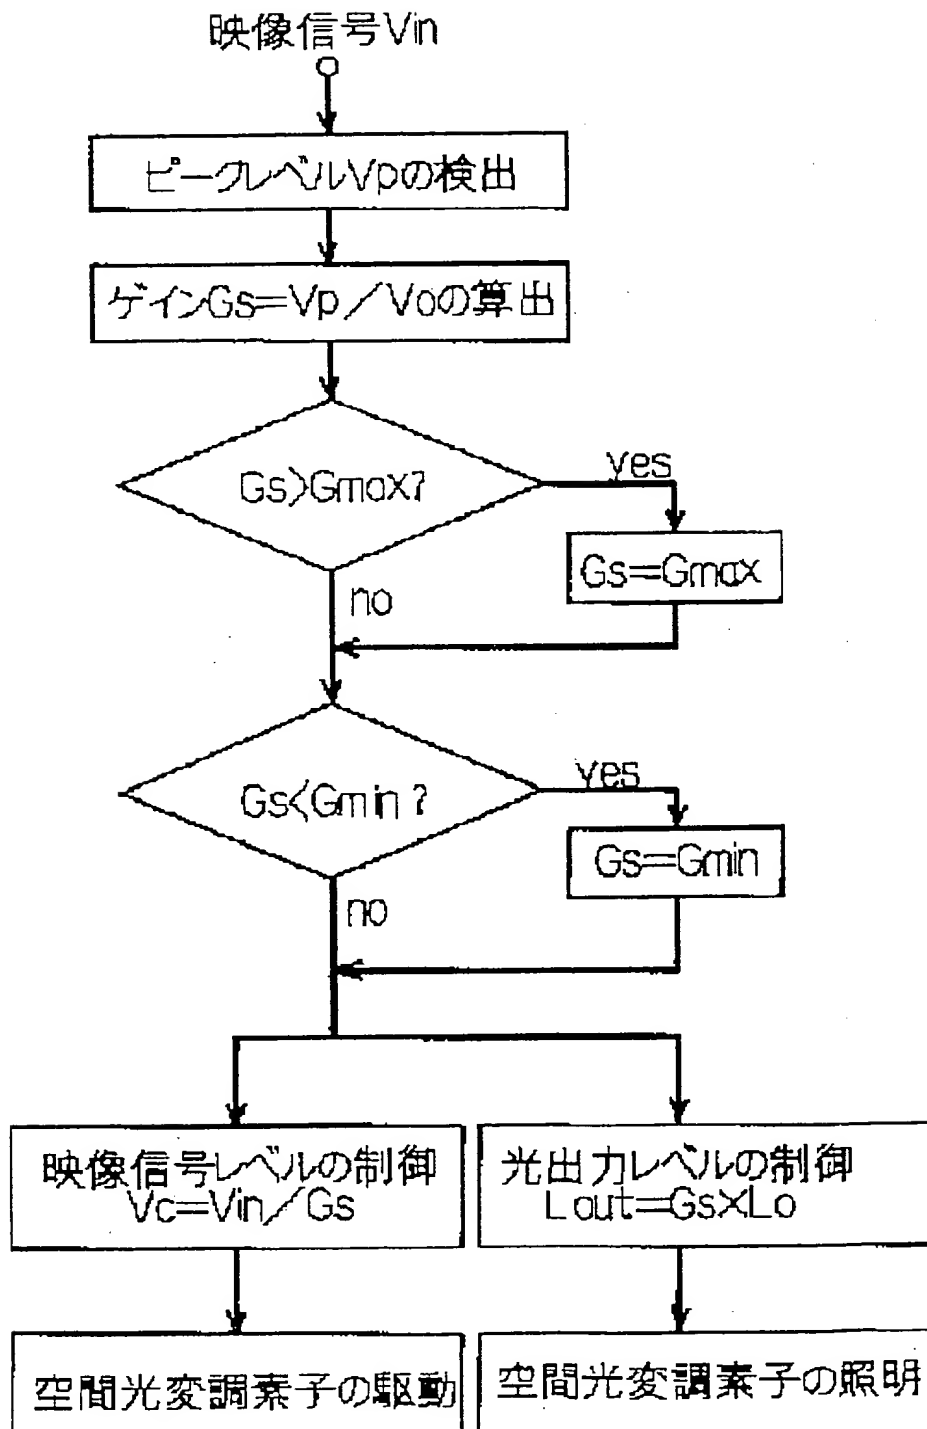 映像信号Vin
ピークレベルVpの検出
ゲインGs=Vp/Voの算出
Gs>Gmax?
yes
Gs=Gmax
no
Gs<Gmin?
yes
Gs=Gmin
no
映像信号レベルの制御
Vc=Vin/Gs
光出力レベルの制御
Lout=Gs×Lo
空間光変調素子の駆動
空間光変調素子の照明